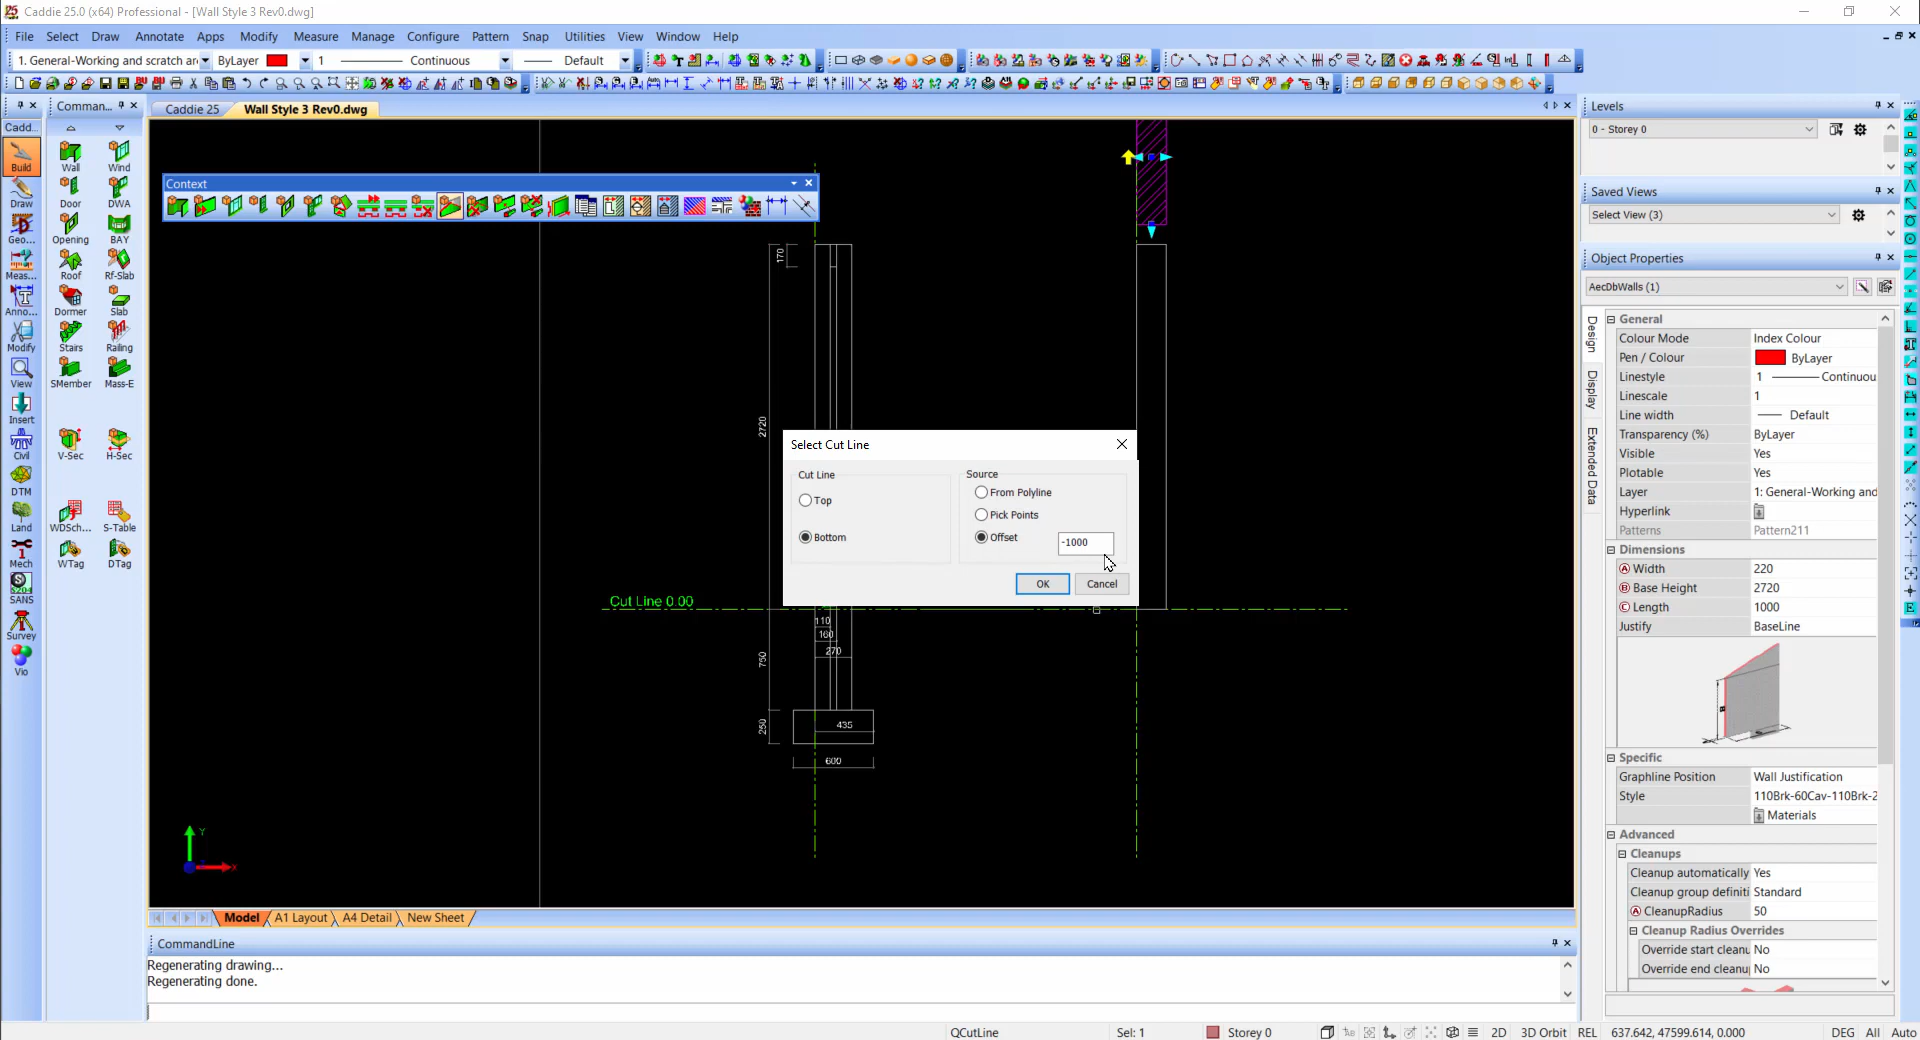 Caddie 25.0 (x64) Professional - [Wall Style 3 Rev0.dwg]
File Select Draw Annotate Apps Modify Measure Manage Configure Pattern Snap Utilities View Window Help
1. General-Working and scratch ar ByLayer 1 Continuous Default
Cadd... Comman... Caddie 25 Wall Style 3 Rev0.dwg
Build
Draw
Geo...
Meas...
Anno...
Modify
View
Insert
Civil
DTM
Land
Mech
SANS
Survey
Vio
Wall Wind
Door DWA
Opening BAY
Roof Rf-Slab
Dormer Slab
Stairs Railing
SMember Mass-E
V-Sec H-Sec
WDSch... S-Table
WTag DTag
Context
170
2720
Select Cut Line
Cut Line
Top
Bottom
Source
From Polyline
Pick Points
Offset -1000
OK Cancel
Cut Line 0.00
110
160
270
750
250
435
600
Y
X
Model A1 Layout A4 Detail New Sheet
CommandLine
Regenerating drawing...
Regenerating done.
Levels
0 - Storey 0
Saved Views
Select View (3)
Object Properties
AecDbWalls (1)
Design
Display
Extended Data
General
Colour Mode Index Colour
Pen / Colour ByLayer
Linestyle 1 Continuou
Linescale 1
Line width Default
Transparency (%) ByLayer
Visible Yes
Plotable Yes
Layer 1: General-Working and
Hyperlink
Patterns Pattern211
Dimensions
A Width 220
B Base Height 2720
C Length 1000
Justify BaseLine
Specific
Graphline Position Wall Justification
Style 110Brk-60Cav-110Brk-2
Materials
Advanced
Cleanups
Cleanup automatically Yes
Cleanup group definiti Standard
A CleanupRadius 50
Cleanup Radius Overrides
Override start cleanu No
Override end cleanu No
QCutLine Sel: 1 Storey 0 2D 3D Orbit REL 637.642, 47599.614, 0.000 DEG All Auto